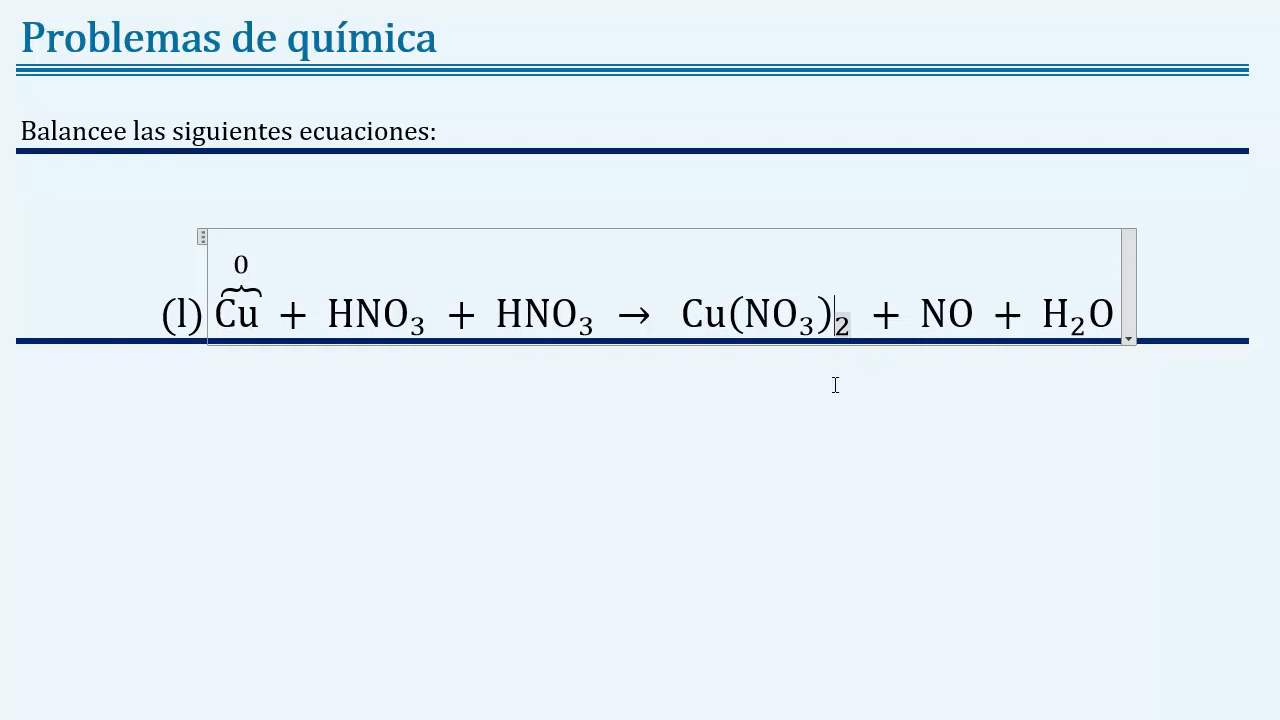 Problemas de química
Balancee las siguientes ecuaciones:
0
(l) Cu + HNO₃ + HNO₃ → Cu(NO₃)₂ + NO + H₂O